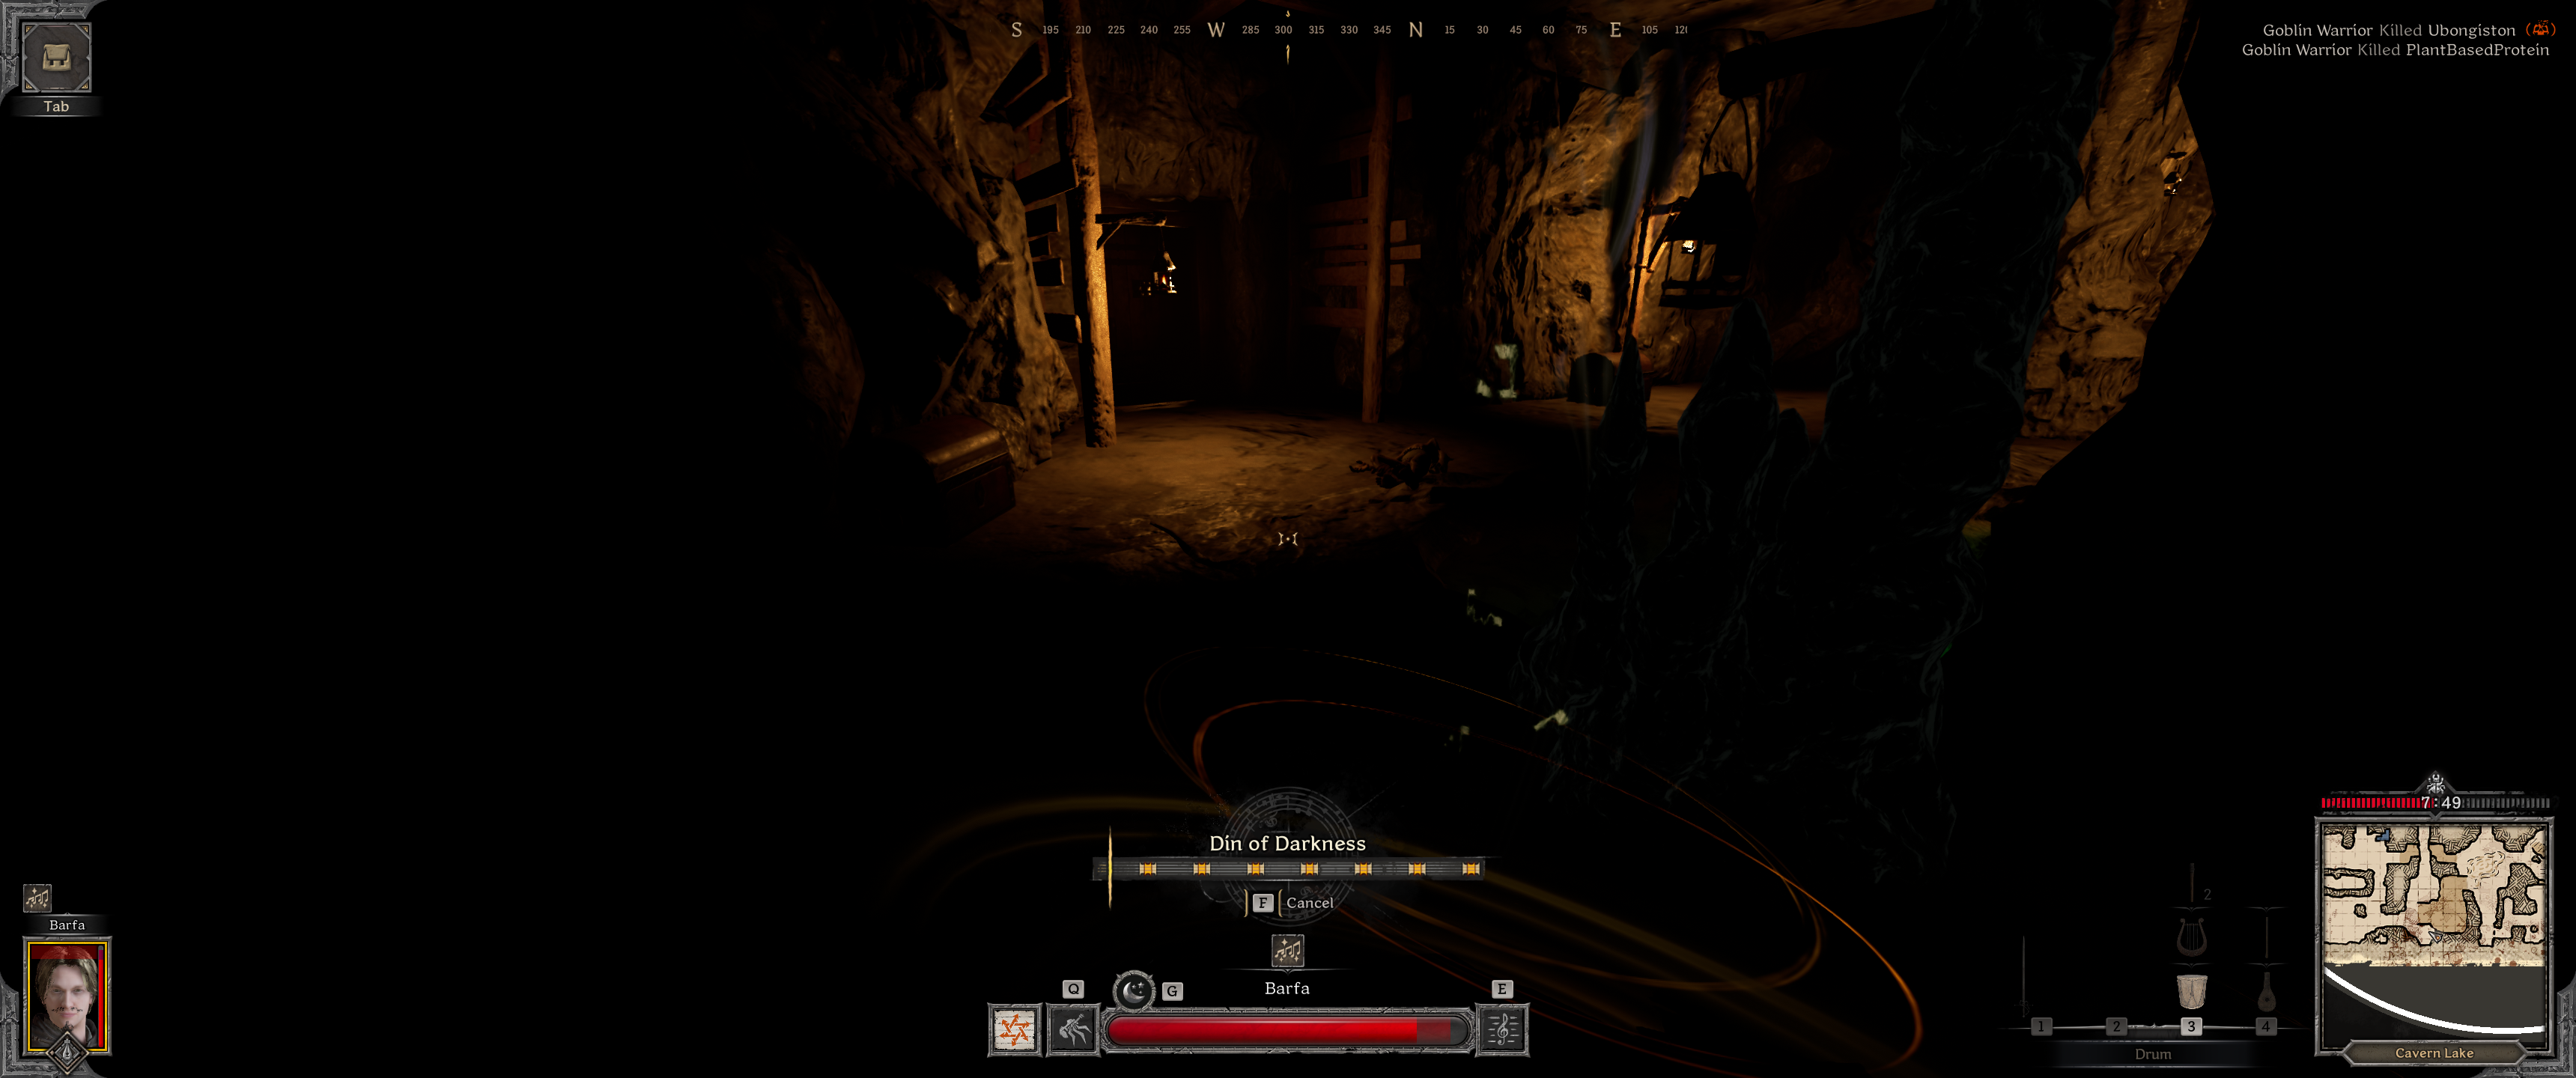 S 195 210 225 240 255 W 285 300 315 330 345 N 15 30 45 60 75 E 105
Goblin Warrior Killed Ubongiston
Goblin Warrior Killed PlantBasedProtein
Tab
7:49
Din of Darkness
F Cancel
2
Barfa
Q G Barfa E
1 2 3 4
Drum
Cavern Lake